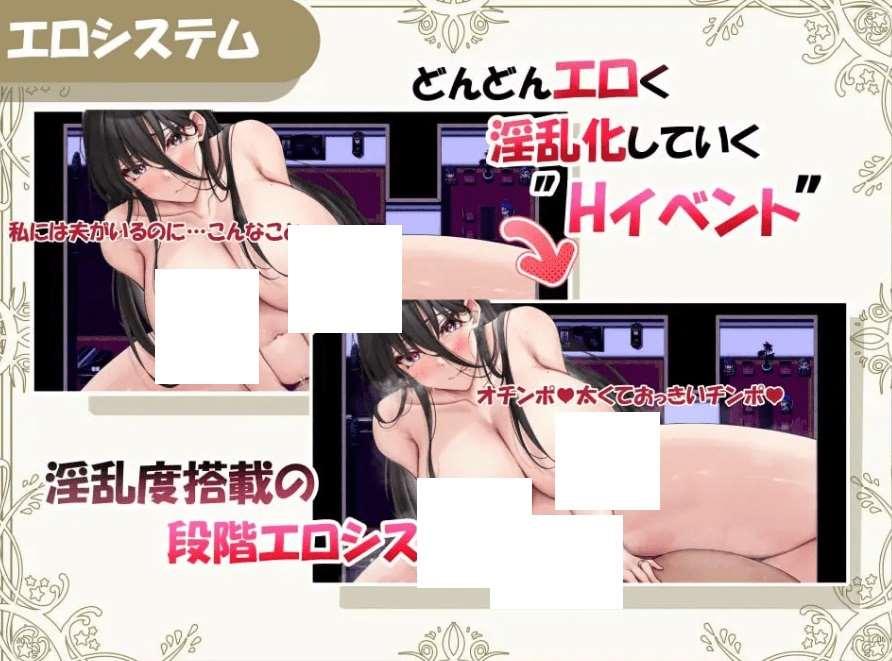 エロシステム
どんどんエロく
淫乱化していく
"Hイベント"
私には夫がいるのに…こんなこ
オチンポ♥太くておっきいチンポ♥
淫乱度搭載の
段階エロシス